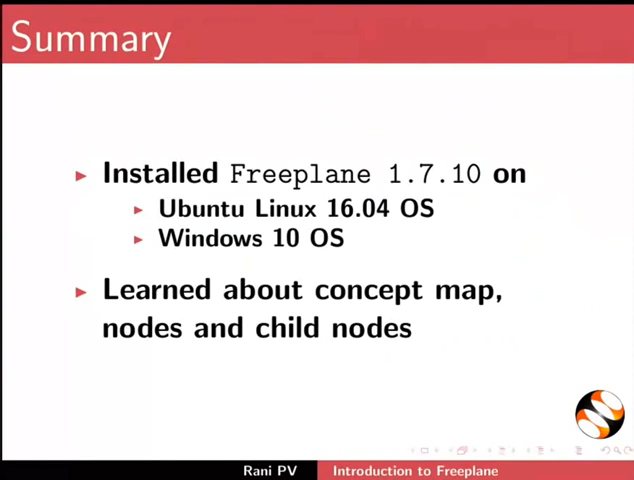 Summary
Installed Freeplane 1.7.10 on
Ubuntu Linux 16.04 OS
Windows 10 OS
Learned about concept map,
nodes and child nodes
Rani PV Introduction to Freeplane